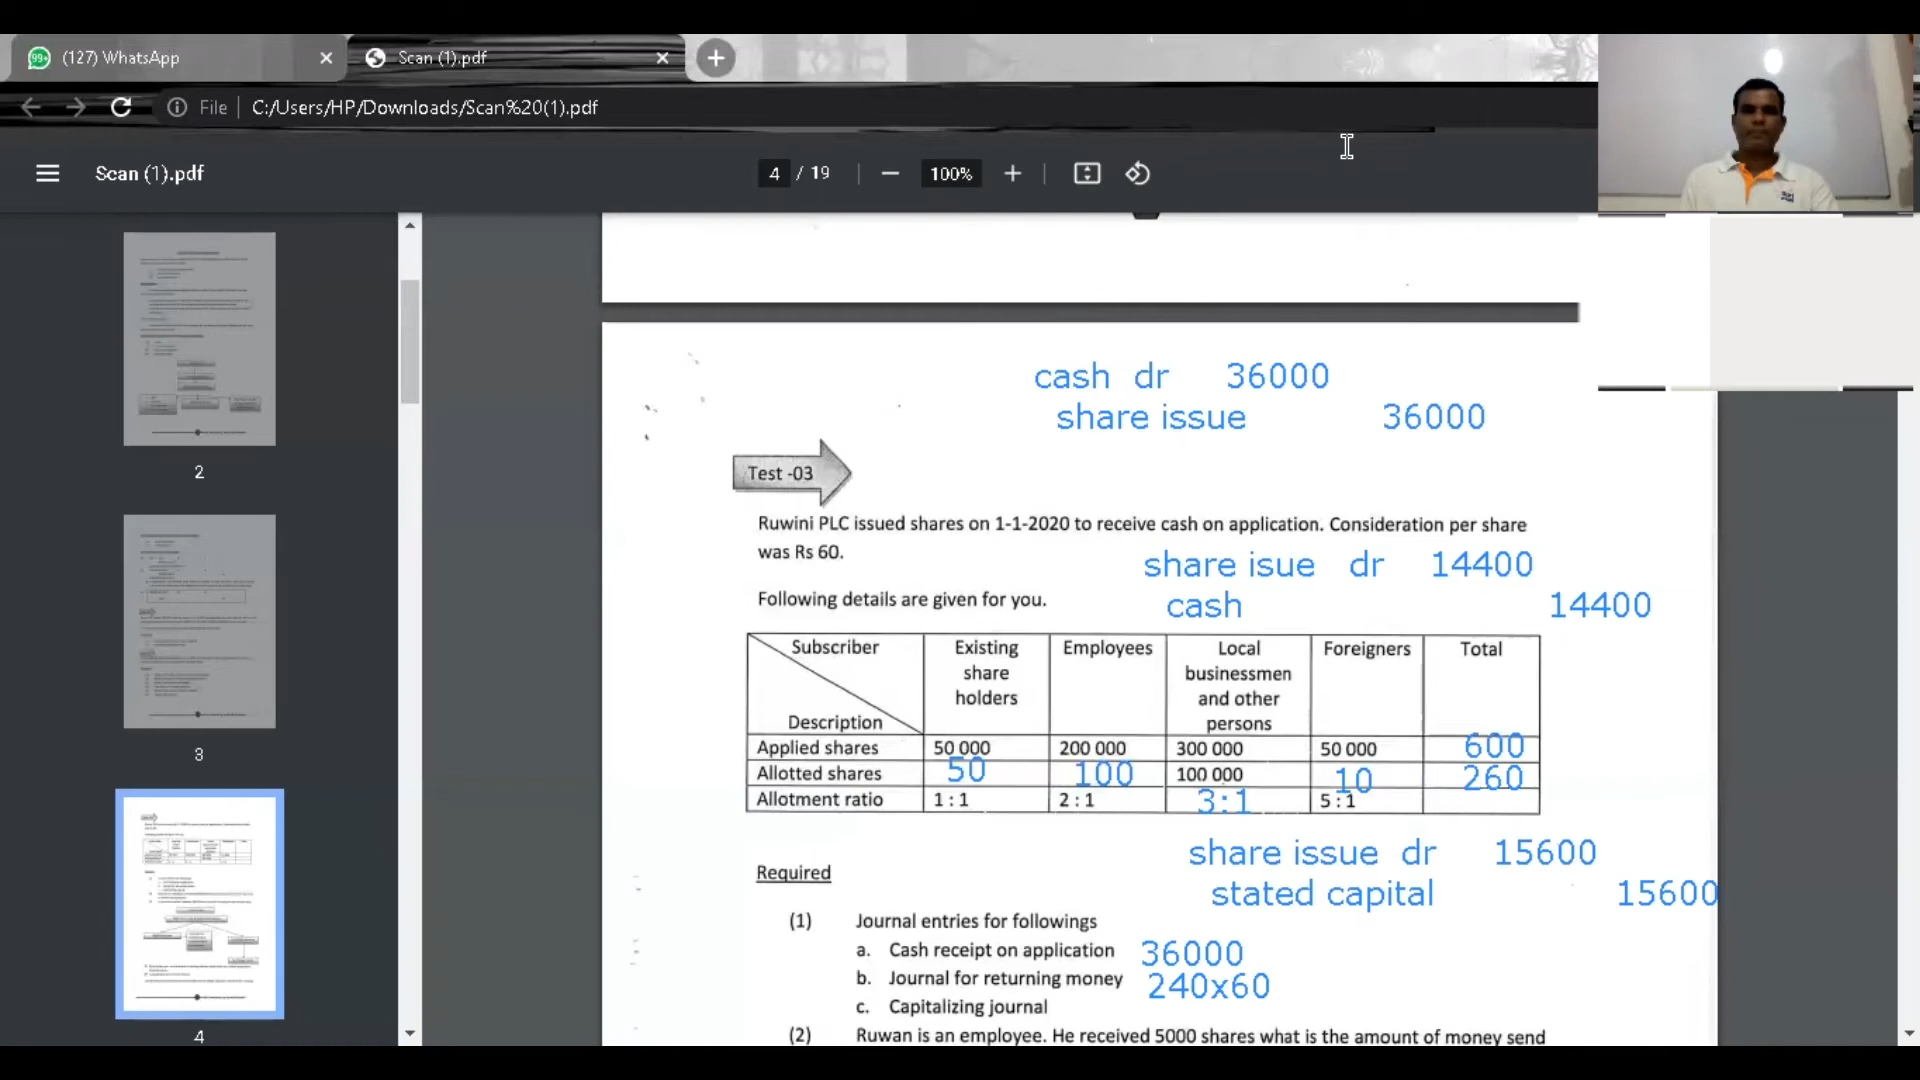 (127) WhatsApp
Scan (1).pdf
File
C:/Users/HP/Downloads/Scan%20(1).pdf
Scan (1).pdf
4 / 19
100%
2
3
4
cash dr 36000
share issue 36000
Test -03
Ruwini PLC issued shares on 1-1-2020 to receive cash on application. Consideration per share
was Rs 60.
share isue dr 14400
Following details are given for you.
cash 14400
Subscriber
Description
Existing
share
holders
Employees
Local
businessmen
and other
persons
Foreigners
Total
Applied shares 50 000 200 000 300 000 50 000 600
Allotted shares 50 100 100 000 10 260
Allotment ratio 1 : 1 2 : 1 3:1 5 : 1
share issue dr 15600
stated capital 15600
Required
(1) Journal entries for followings
a. Cash receipt on application 36000
b. Journal for returning money 240x60
c. Capitalizing journal
(2) Ruwan is an employee. He received 5000 shares what is the amount of money send